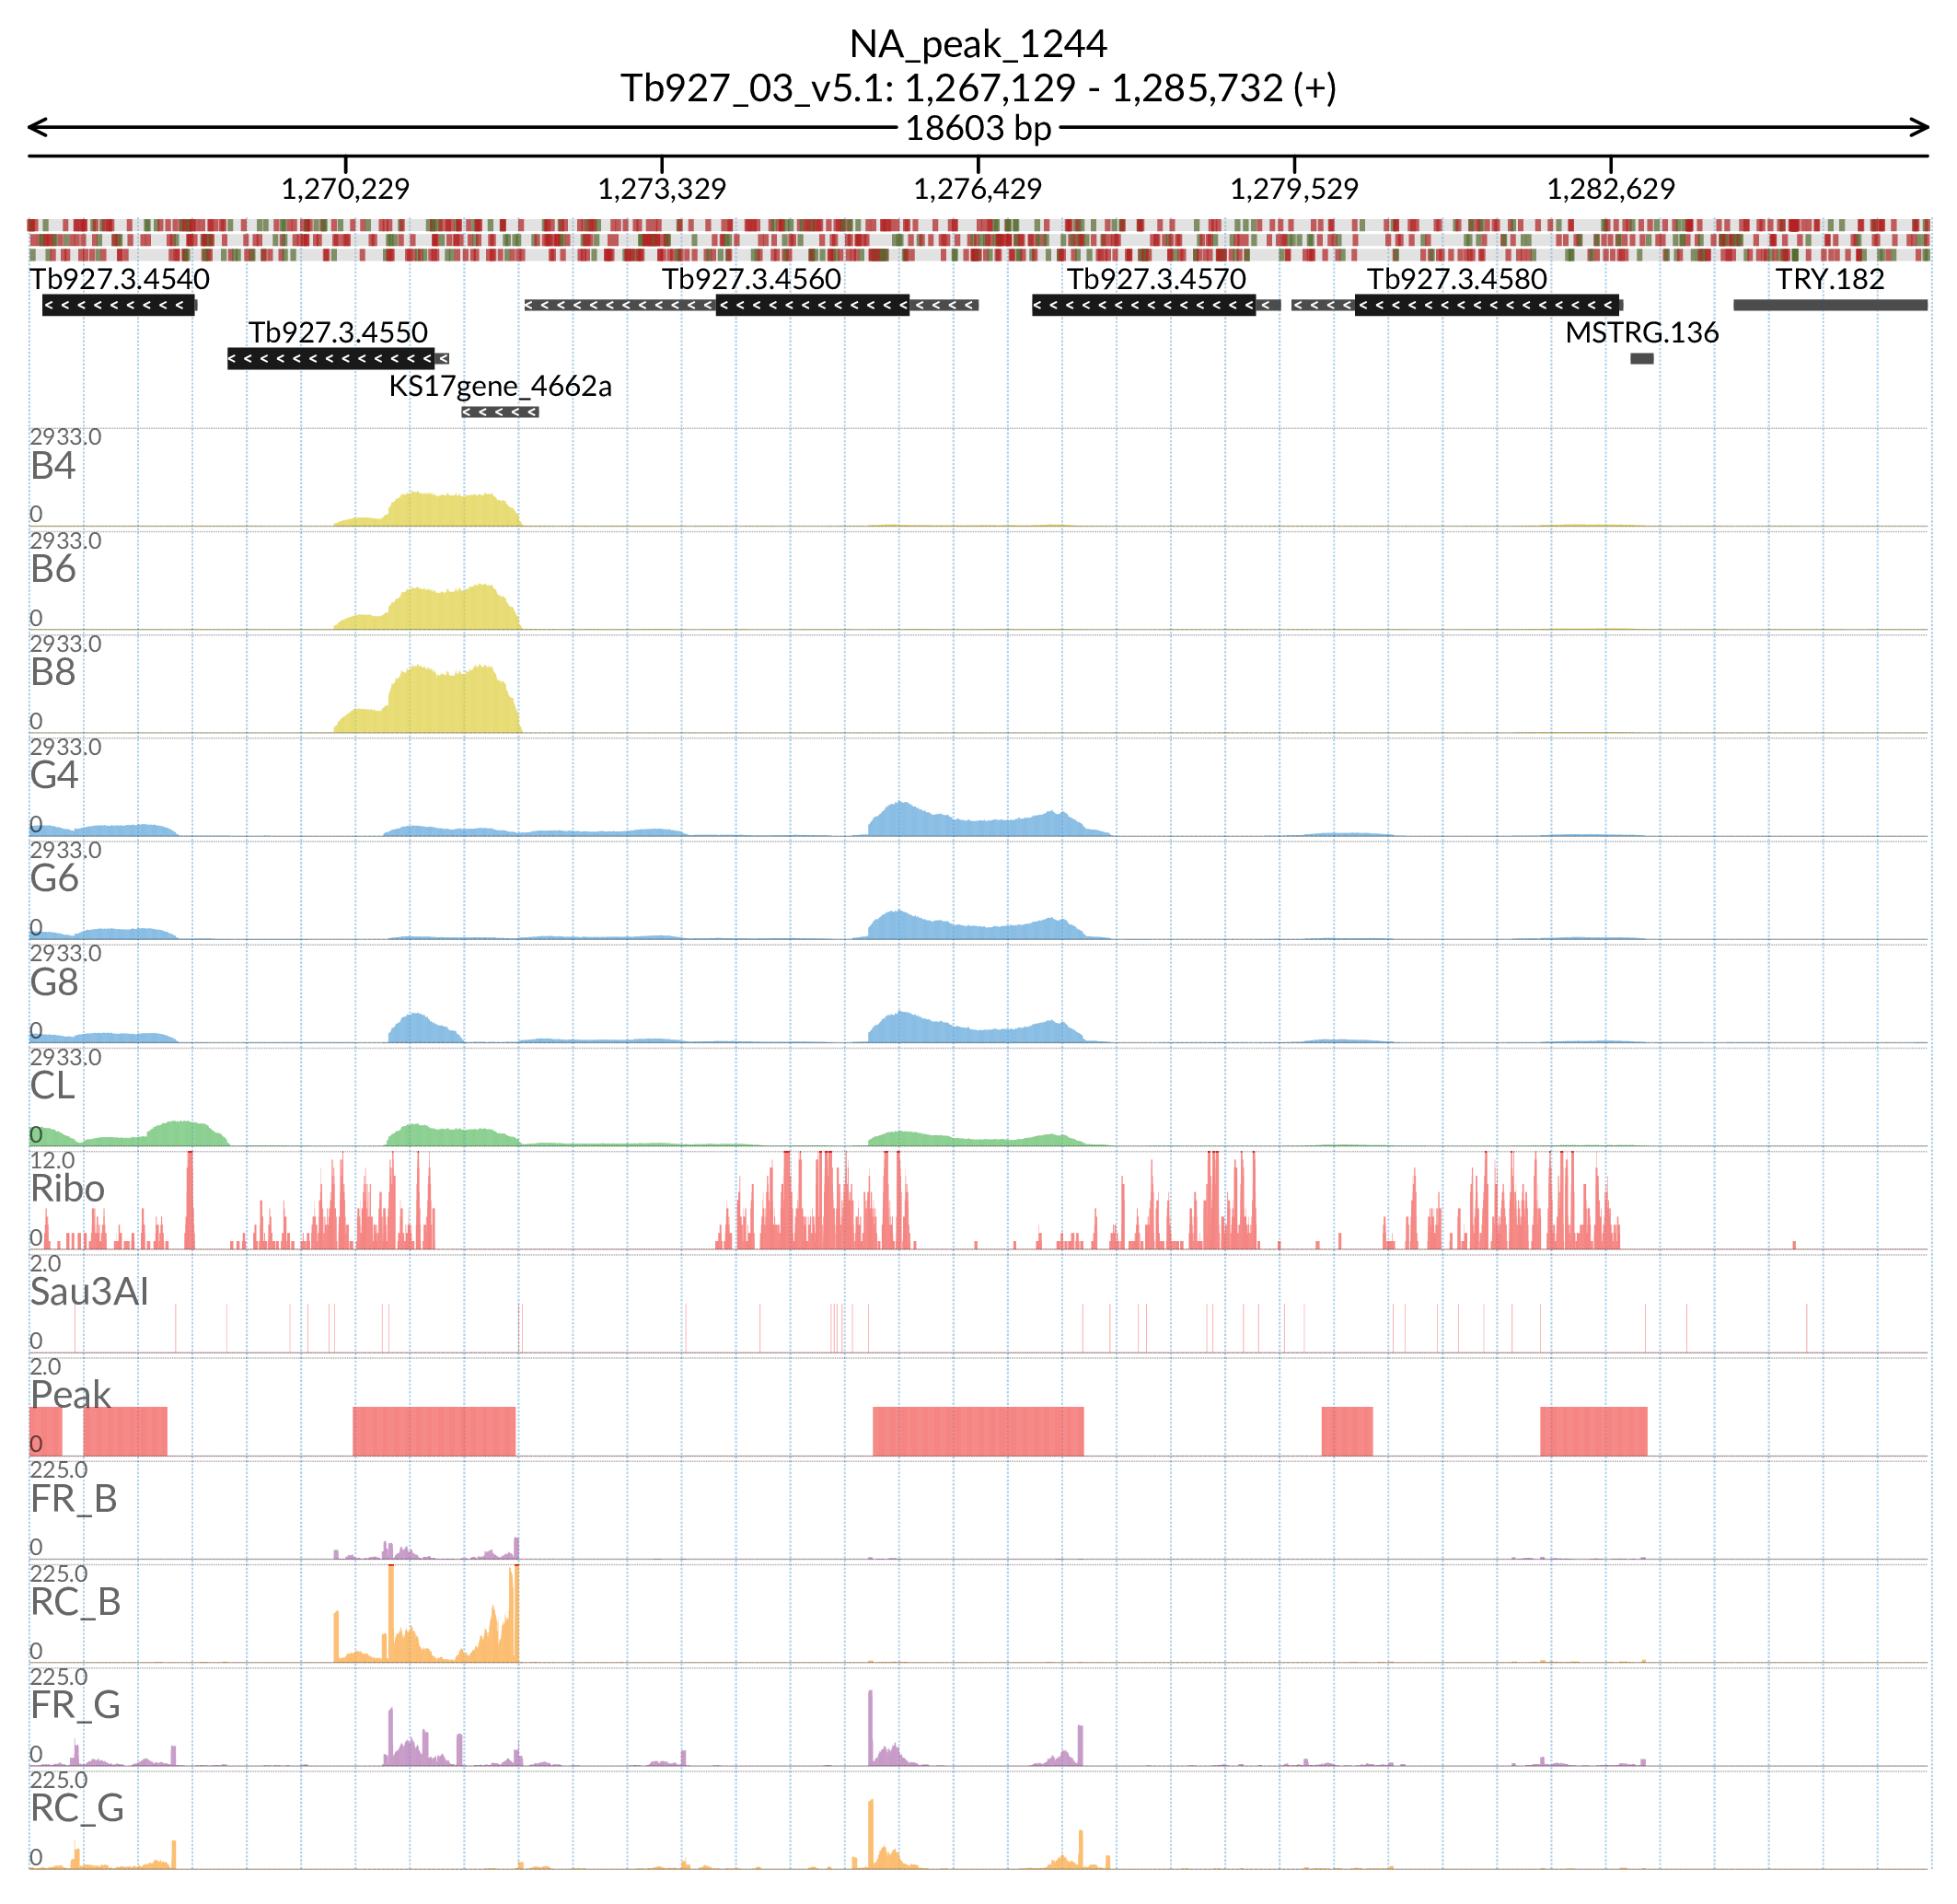 NA_peak_1244
Tb927_03_v5.1: 1,267,129 - 1,285,732 (+)
18603 bp
1,270,229 1,273,329 1,276,429 1,279,529 1,282,629
Tb927.3.4540 Tb927.3.4560 Tb927.3.4570 Tb927.3.4580 TRY.182
Tb927.3.4550 MSTRG.136
KS17gene_4662a
2933.0
B4
0
2933.0
B6
0
2933.0
B8
0
2933.0
G4
0
2933.0
G6
0
2933.0
G8
0
2933.0
CL
0
12.0
Ribo
0
2.0
Sau3AI
0
2.0
Peak
0
225.0
FR_B
0
225.0
RC_B
0
225.0
FR_G
0
225.0
RC_G
0